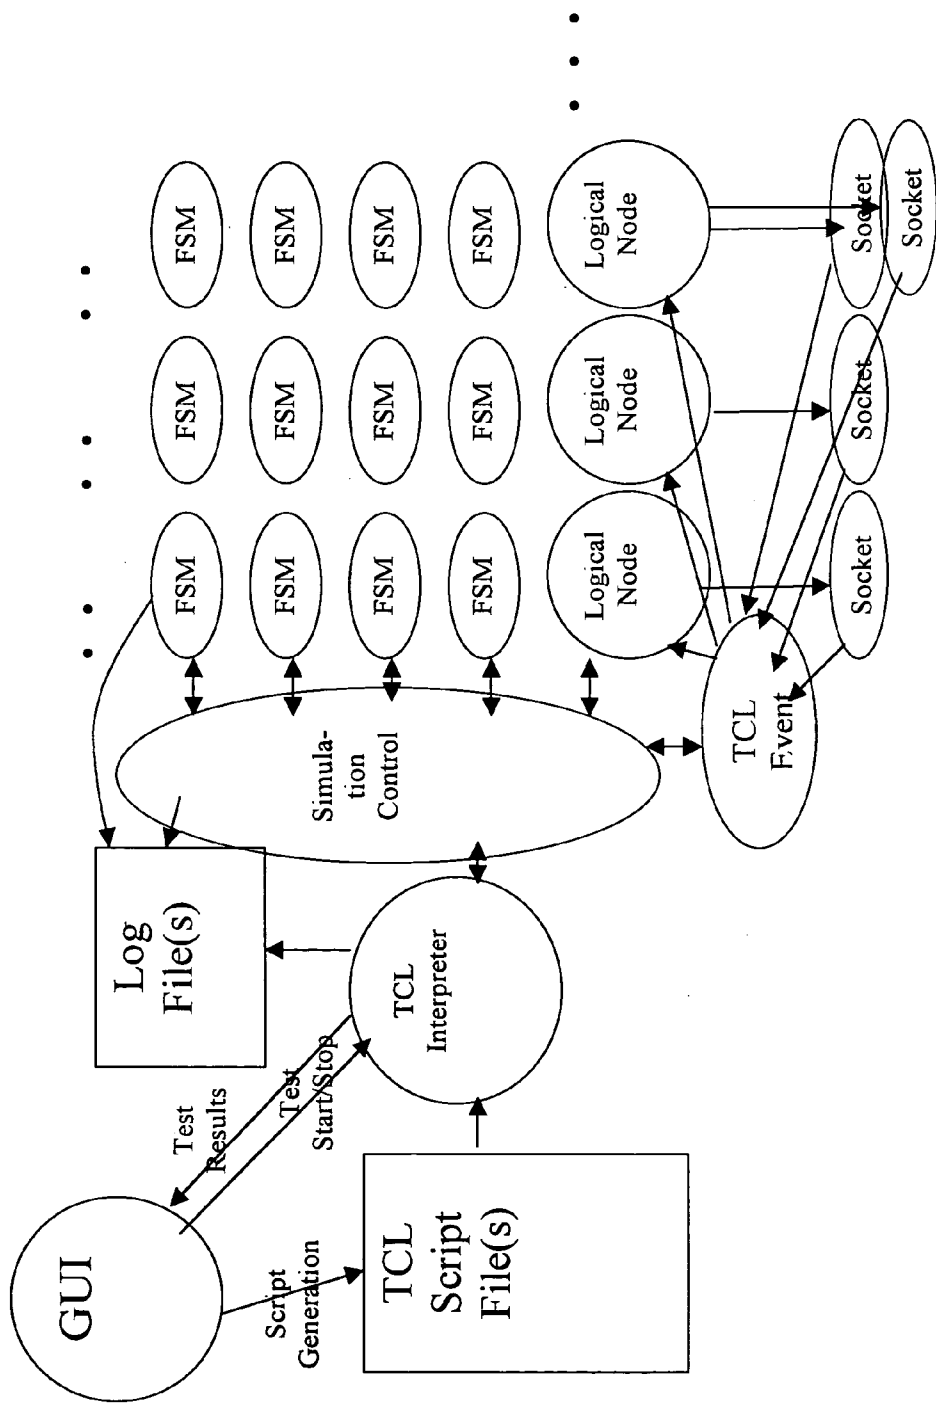 GUI
Script
Generation
Test
Results
Test
Start/Stop
TCL
Script
File(s)
Log
File(s)
TCL
Interpreter
Simula-
tion
Control
TCL
Event
FSM
FSM
FSM
FSM
Logical
Node
Socket
FSM
FSM
FSM
FSM
Logical
Node
Socket
FSM
FSM
FSM
FSM
Logical
Node
Socket
Socket